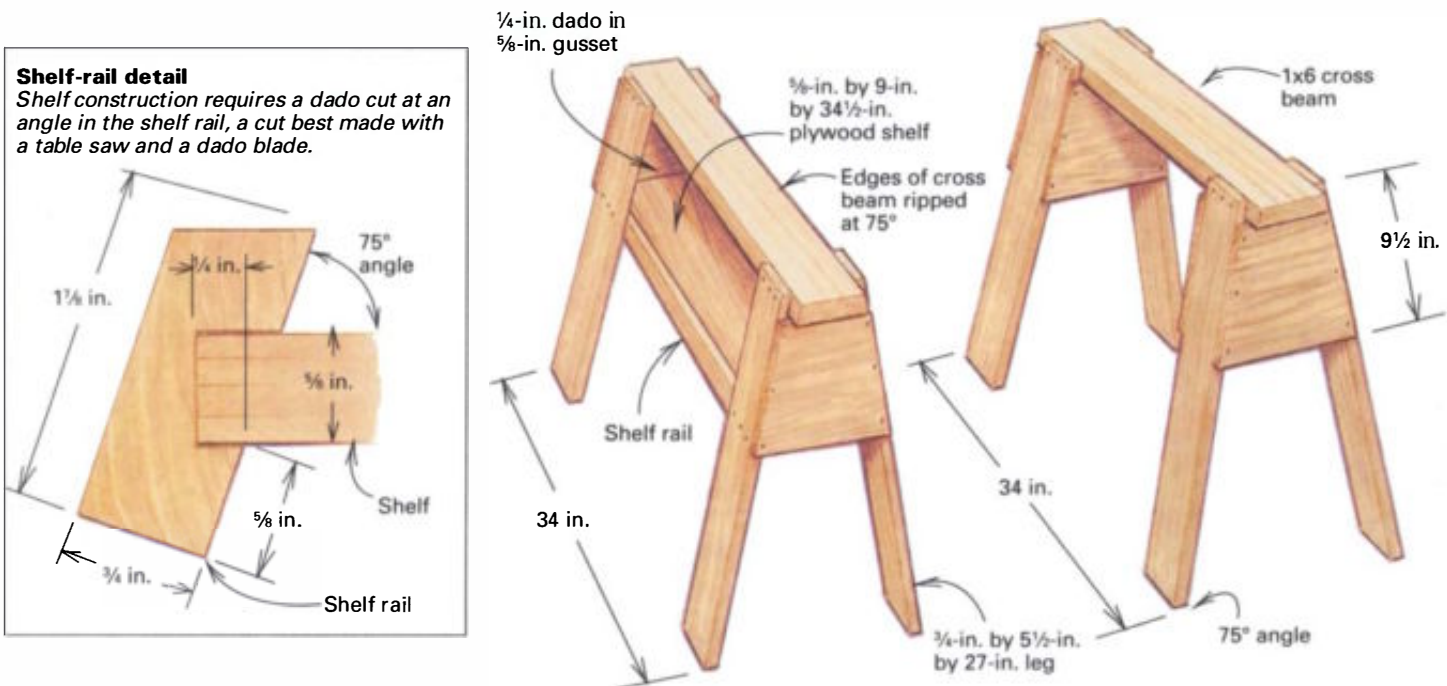 Shelf-rail detail
Shelf construction requires a dado cut at an
angle in the shelf rail, a cut best made with
a table saw and a dado blade.
75°
angle
¼ in.
1⅞ in.
⅝ in.
Shelf
⅝ in.
¾ in.
Shelf rail
¼-in. dado in
⅝-in. gusset
⅝-in. by 9-in.
by 34½-in.
plywood shelf
Edges of cross
beam ripped
at 75°
Shelf rail
34 in.
¾-in. by 5½-in.
by 27-in. leg
1x6 cross
beam
9½ in.
34 in.
75° angle